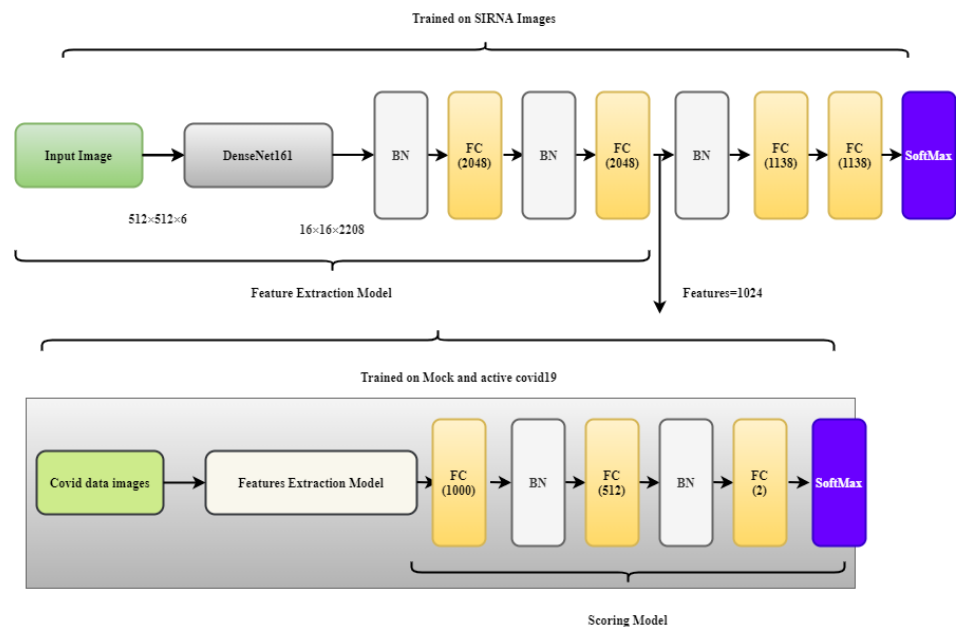 Trained on SIRNA Images
Input Image
DenseNet161
BN
FC
(2048)
BN
FC
(2048)
BN
FC
(1138)
FC
(1138)
SoftMax
512×512×6
16×16×2208
Feature Extraction Model
Features=1024
Trained on Mock and active covid19
Covid data images
Features Extraction Model
FC
(1000)
BN
FC
(512)
BN
FC
(2)
SoftMax
Scoring Model